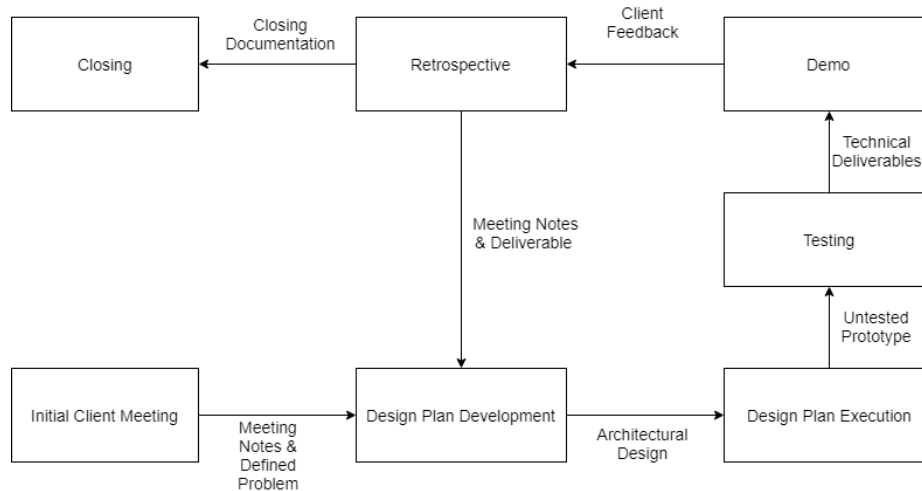 Closing
Closing
Documentation
Retrospective
Client
Feedback
Demo
Technical
Deliverables
Meeting Notes
& Deliverable
Testing
Untested
Prototype
Initial Client Meeting
Meeting
Notes &
Defined
Problem
Design Plan Development
Architectural
Design
Design Plan Execution